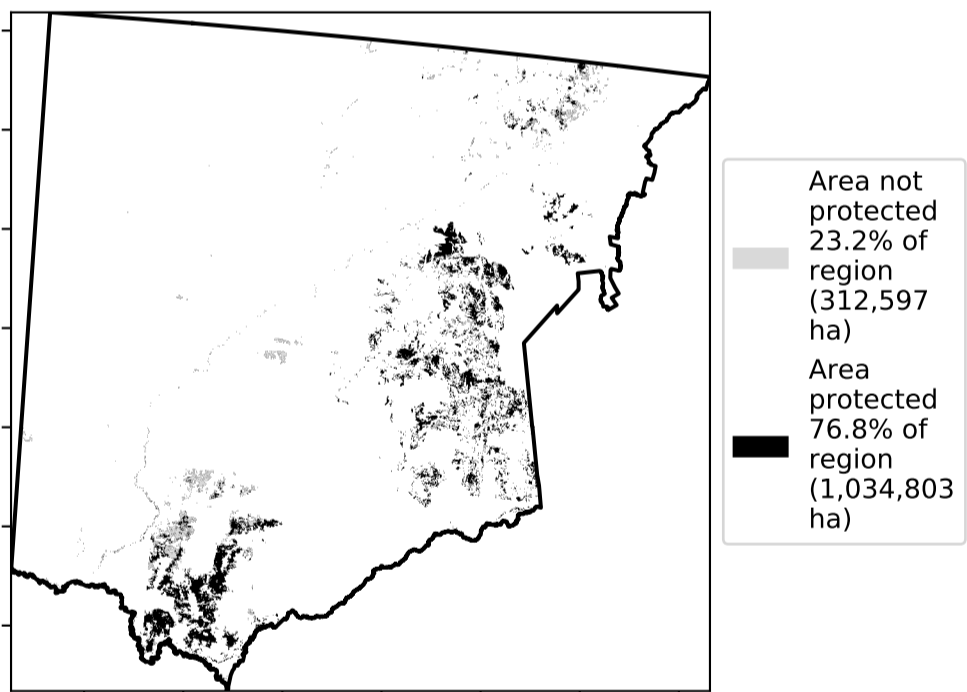 Area not
protected
23.2% of
region
(312,597
ha)
Area
protected
76.8% of
region
(1,034,803
ha)